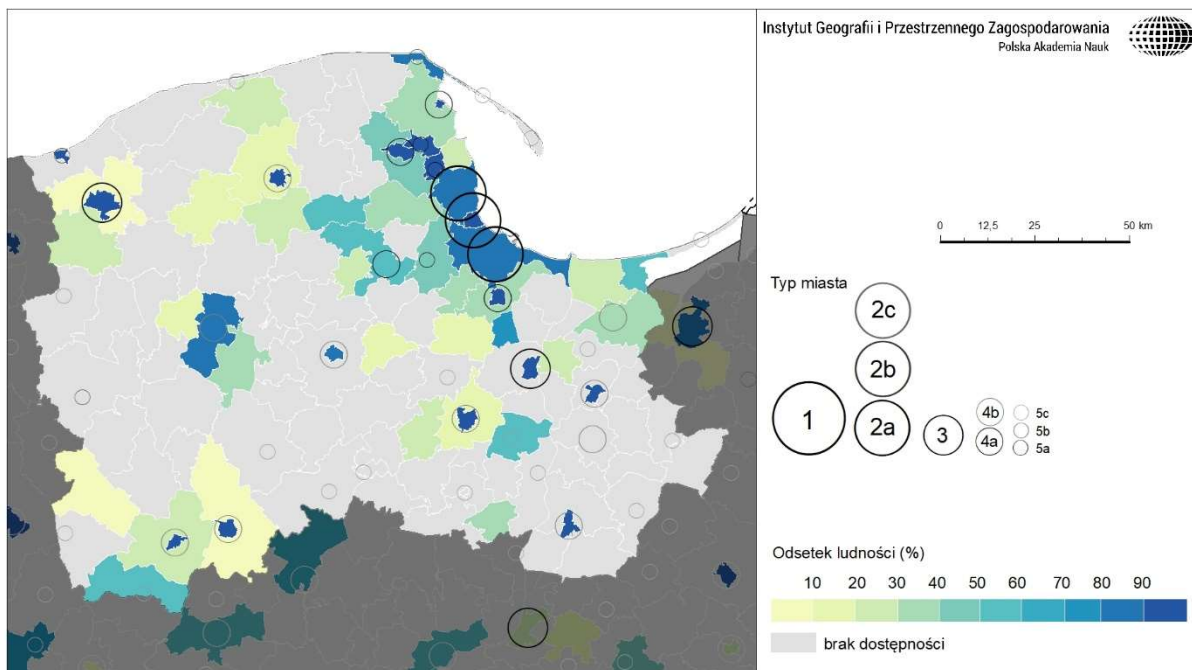 Instytut Geografii i Przestrzennego Zagospodarowania
Polska Akademia Nauk
0 12,5 25 50 km
Typ miasta
2c
2b
1 2a 3 4b 4a 5c 5b 5a
Odsetek ludności (%)
10 20 30 40 50 60 70 80 90
brak dostępności